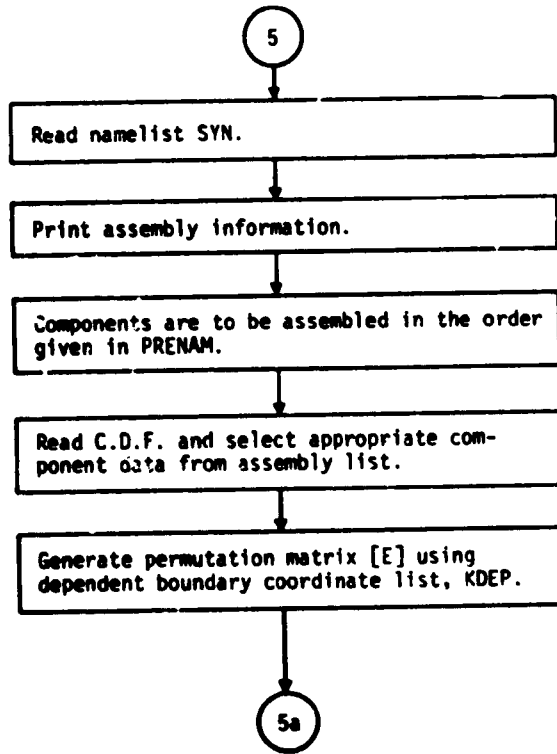 5
Read namelist SYN.
Print assembly information.
Components are to be assembled in the order
given in PRENAM.
Read C.D.F. and select appropriate com-
ponent data from assembly list.
Generate permutation matrix [E] using
dependent boundary coordinate list, KDEP.
5a